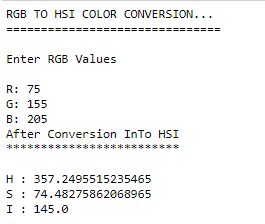 RGB TO HSI COLOR CONVERSION...
===============================
Enter RGB Values
R: 75
G: 155
B: 205
After Conversion InTo HSI
*************************
H : 357.2495515235465
S : 74.48275862068965
I : 145.0